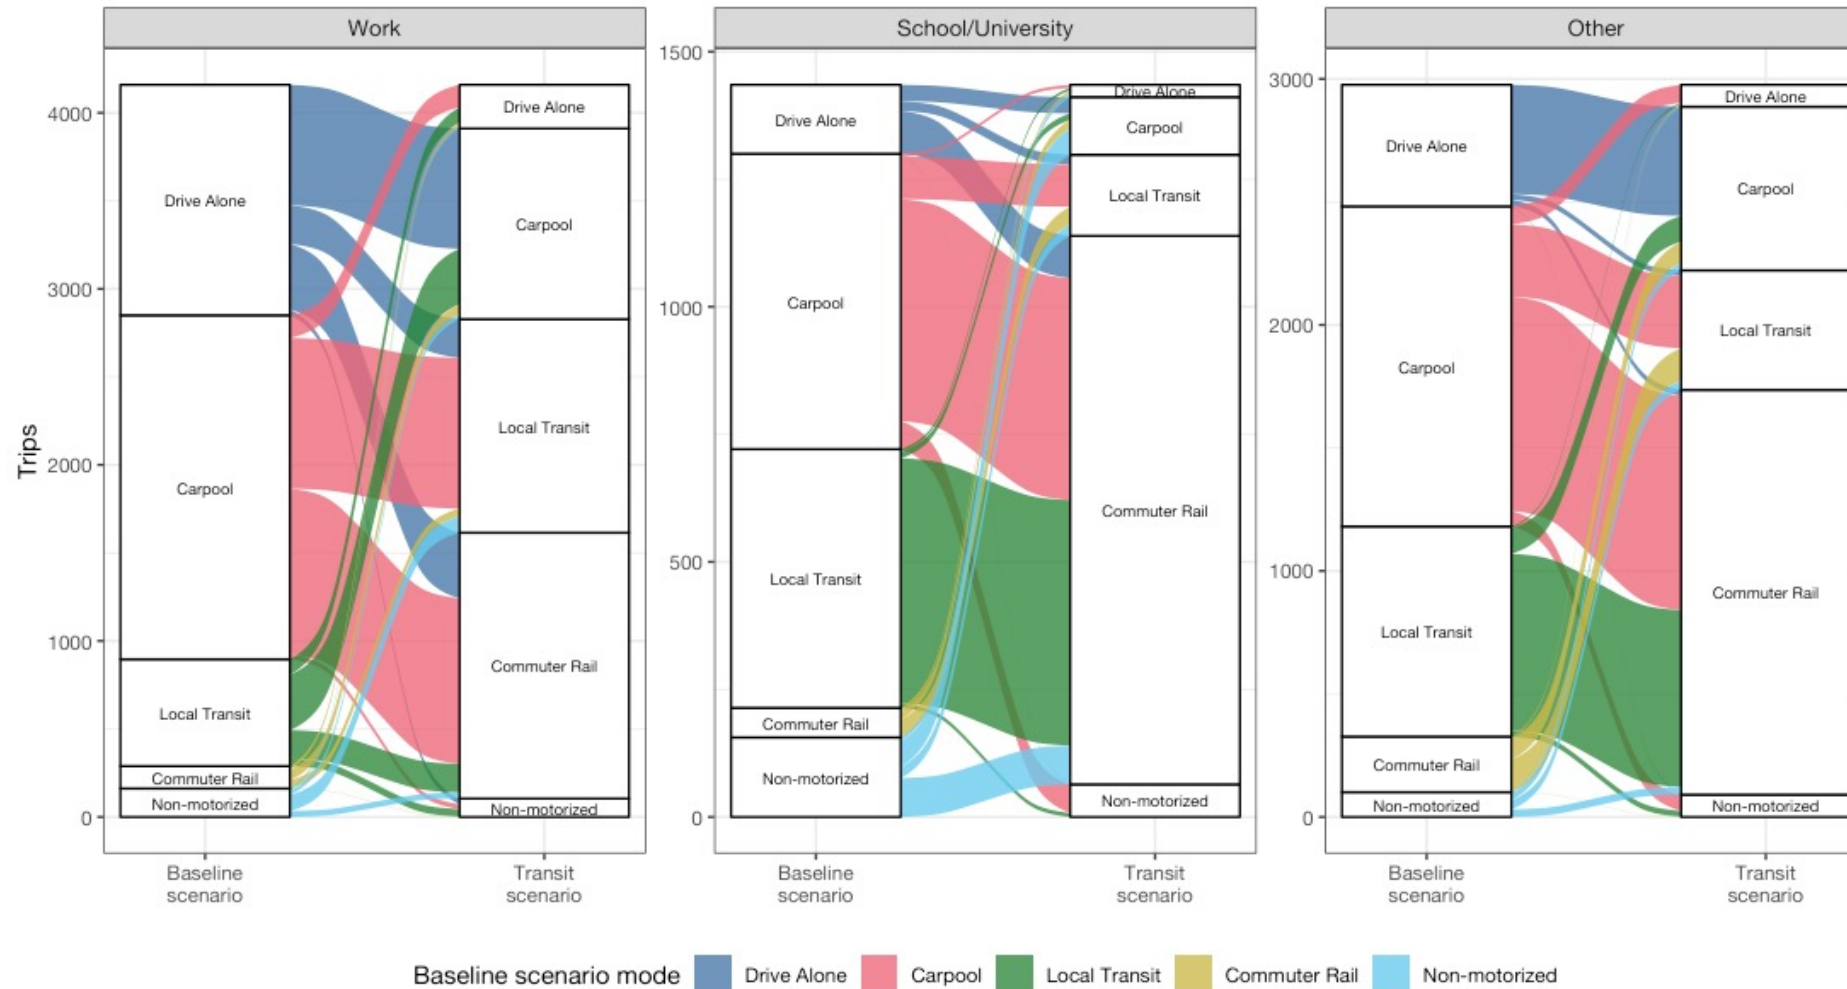 Work
School/University
Other
Trips
4000
3000
2000
1000
0
Drive Alone
Carpool
Local Transit
Commuter Rail
Non-motorized
Drive Alone
Carpool
Local Transit
Commuter Rail
Non-motorized
Baseline
scenario
Transit
scenario
1500
1000
500
0
Drive Alone
Carpool
Local Transit
Commuter Rail
Non-motorized
Drive Alone
Carpool
Local Transit
Commuter Rail
Non-motorized
Baseline
scenario
Transit
scenario
3000
2000
1000
0
Drive Alone
Carpool
Local Transit
Commuter Rail
Non-motorized
Drive Alone
Carpool
Local Transit
Commuter Rail
Non-motorized
Baseline
scenario
Transit
scenario
Baseline scenario mode Drive Alone Carpool Local Transit Commuter Rail Non-motorized